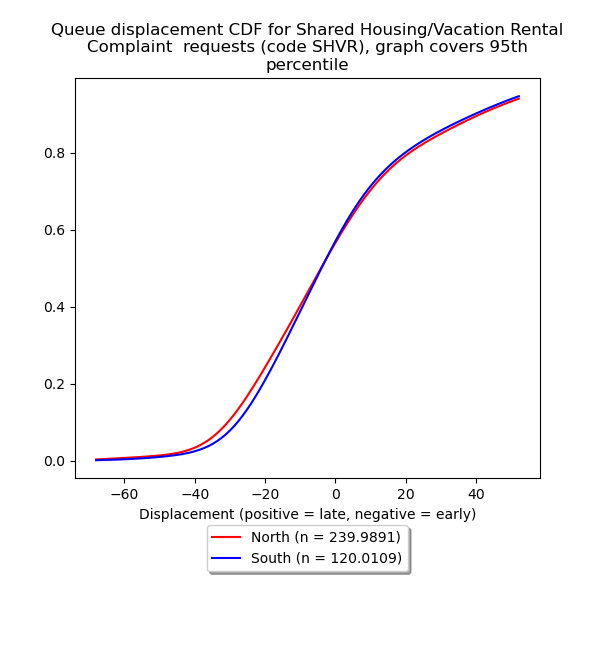 Queue displacement CDF for Shared Housing/Vacation Rental
Complaint  requests (code SHVR), graph covers 95th
percentile
0.8
0.6
0.4
0.2
0.0
−60 −40 −20 0 20 40
Displacement (positive = late, negative = early)
North (n = 239.9891)
South (n = 120.0109)